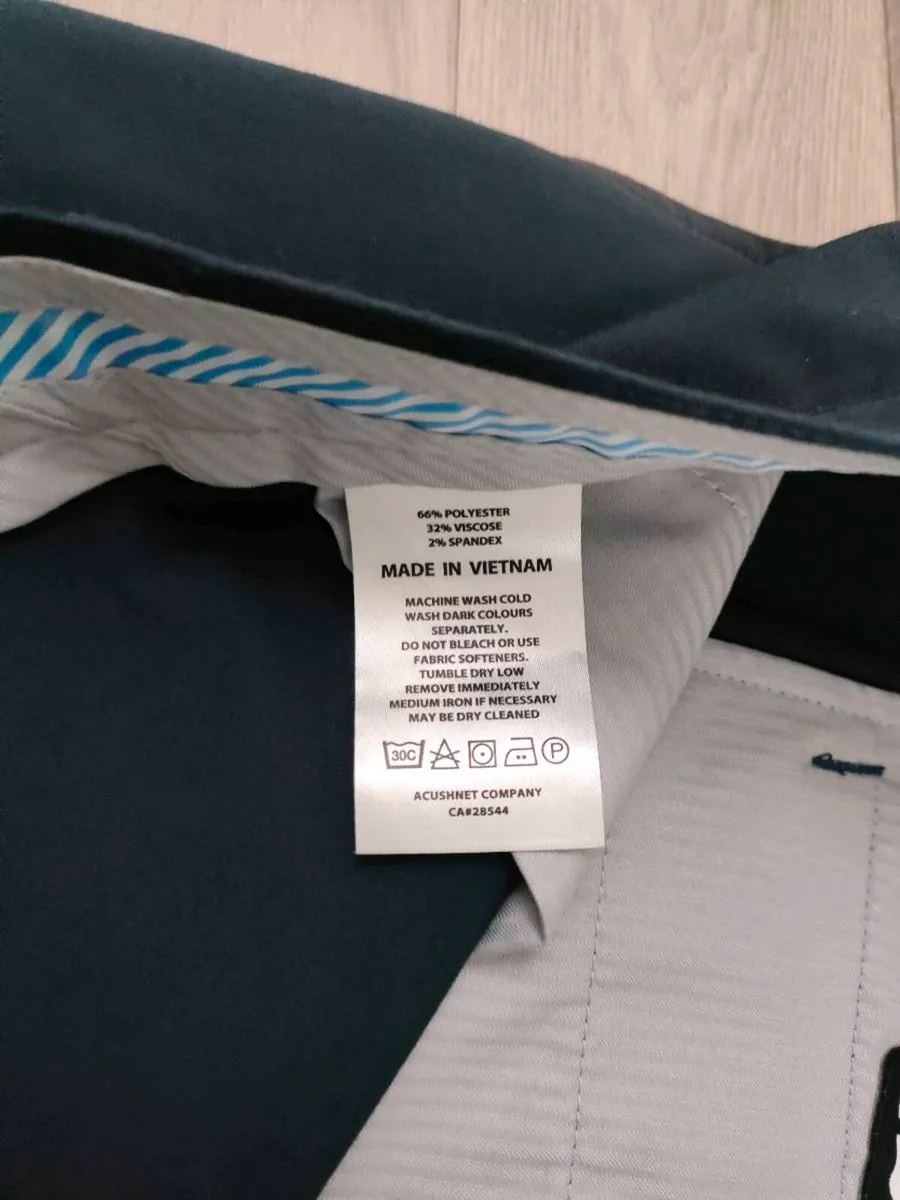 66% POLYESTER
32% VISCOSE
2% SPANDEX
MADE IN VIETNAM
MACHINE WASH COLD
WASH DARK COLOURS
SEPARATELY.
DO NOT BLEACH OR USE
FABRIC SOFTENERS.
TUMBLE DRY LOW
REMOVE IMMEDIATELY
MEDIUM IRON IF NECESSARY
MAY BE DRY CLEANED
30C P
ACUSHNET COMPANY
CA#28544